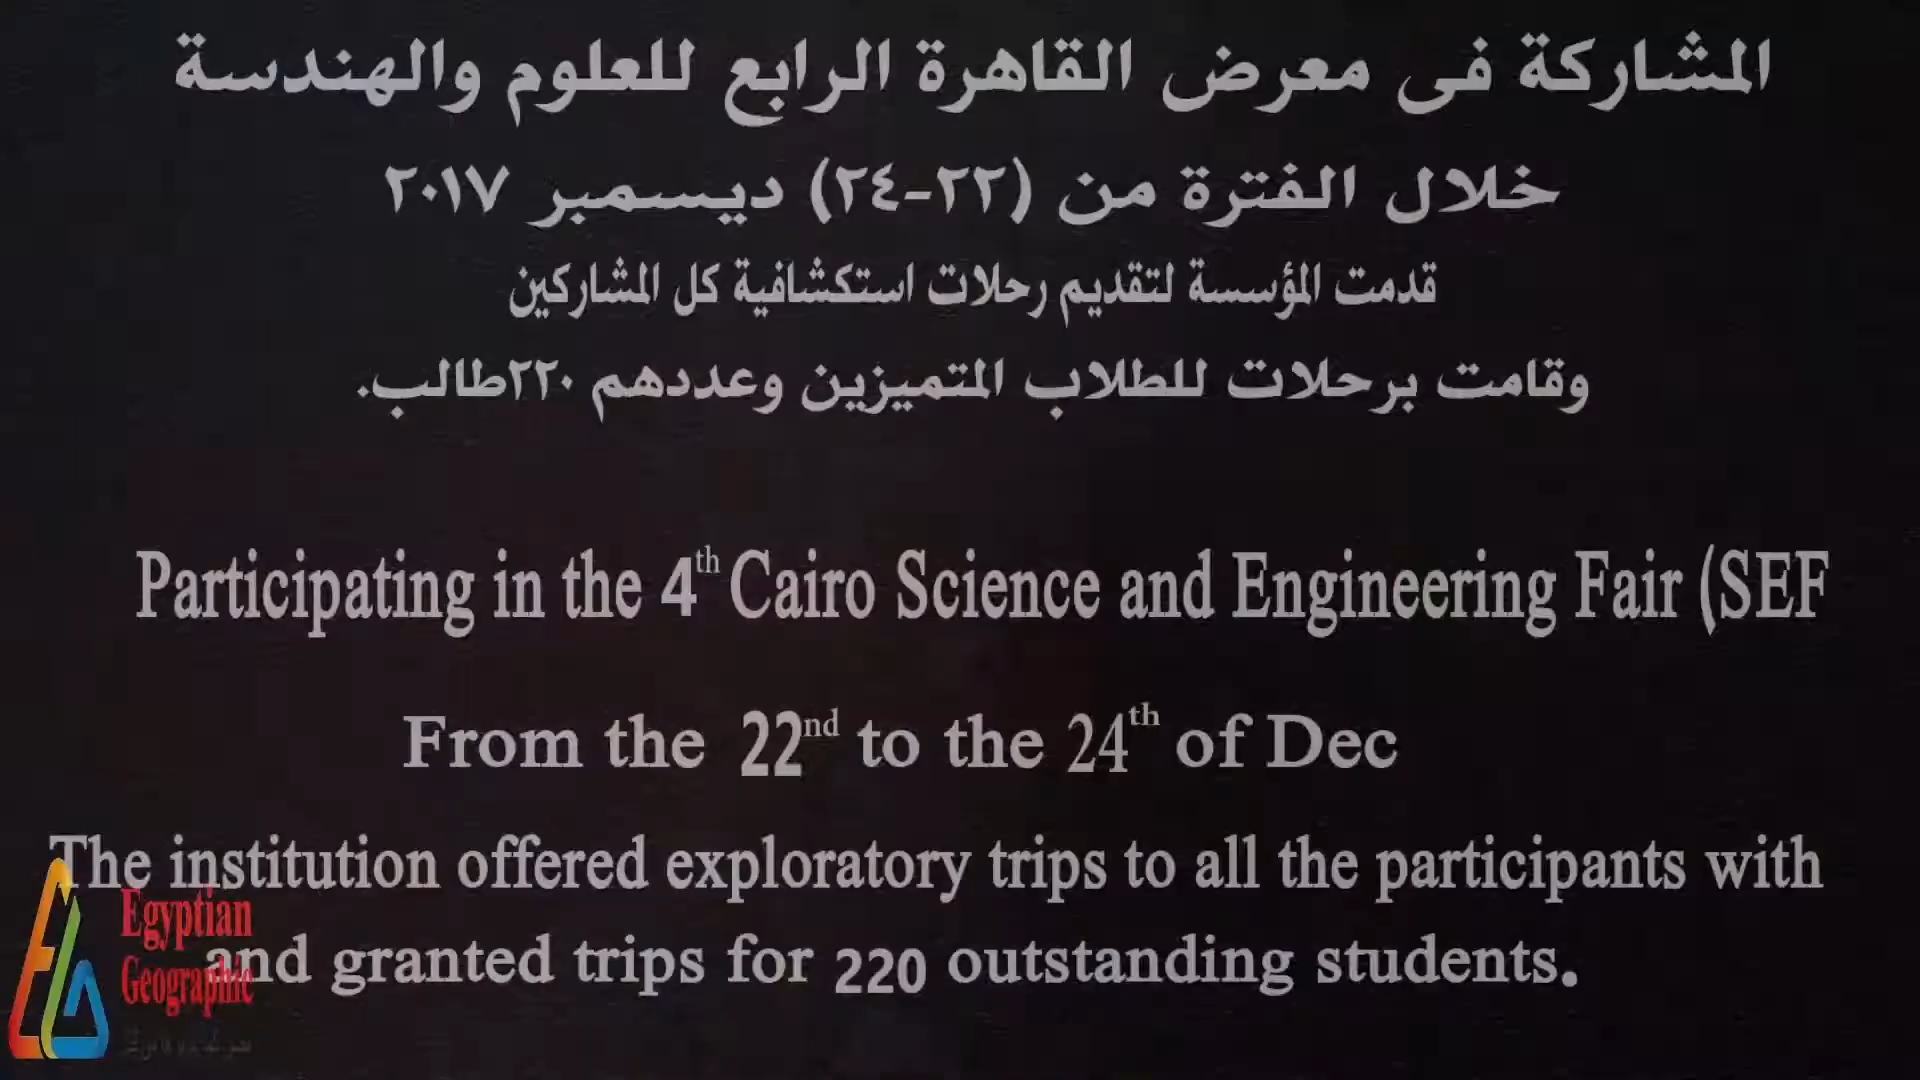 المشاركة فى معرض القاهرة الرابع للعلوم والهندسة
خلال الفترة من (٢٢-٢٤) ديسمبر ٢٠١٧
قدمت المؤسسة لتقديم رحلات استكشافية كل المشاركين
وقامت برحلات للطلاب المتميزين وعددهم ٢٢٠طالب.
Participating in the 4th Cairo Science and Engineering Fair (SEF
From the 22nd to the 24th of Dec
The institution offered exploratory trips to all the participants with
and granted trips for 220 outstanding students.
Egyptian
Geographic